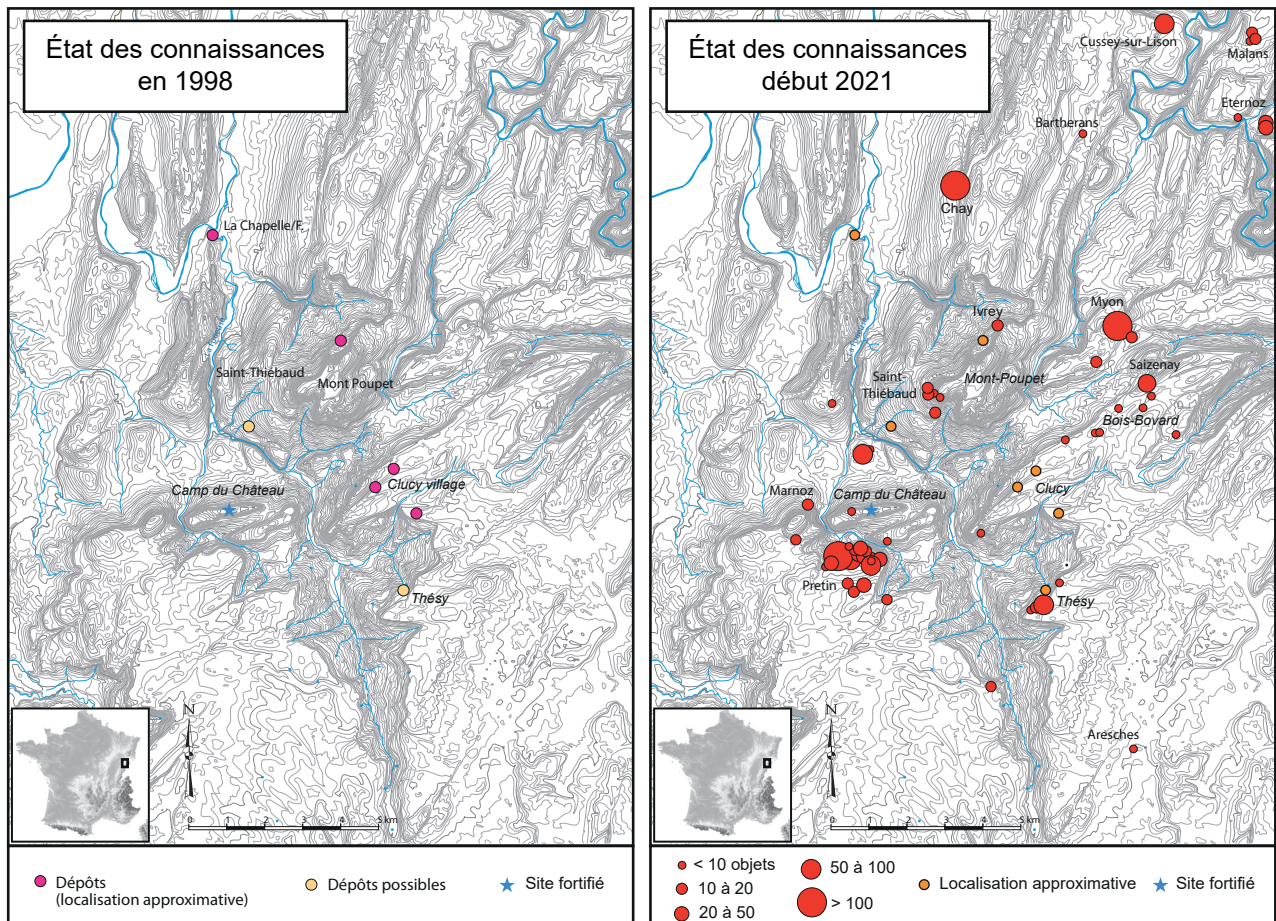 État des connaissances
en 1998
La Chapelle/F.
Saint-Thiébaud
Mont Poupet
Camp du Château
Clucy village
Thésy
N
0 1 2 3 4 5 km
Dépôts
(localisation approximative)
Dépôts possibles
Site fortifié
État des connaissances
début 2021
Cussey-sur-Lison
Malans
Eternoz
Bartherans
Chay
Ivrey
Myon
Mont-Poupet
Saint-
Thiébaud
Saizenay
Bois-Bovard
Clucy
Marnoz
Camp du Château
Pretin
Thésy
Aresches
N
0 1 2 3 4 5 km
< 10 objets
10 à 20
20 à 50
50 à 100
> 100
Localisation approximative
Site fortifié